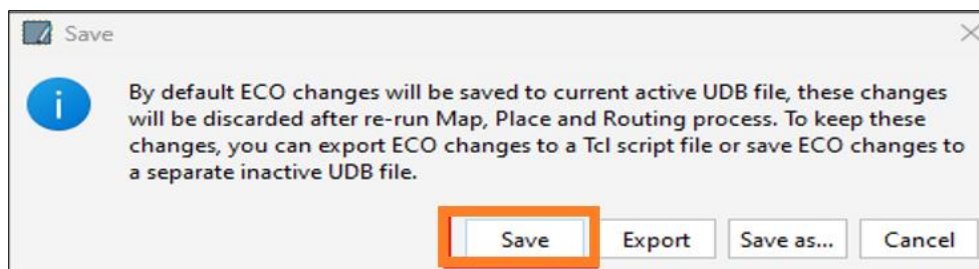 Save
By default ECO changes will be saved to current active UDB file, these changes
will be discarded after re-run Map, Place and Routing process. To keep these
changes, you can export ECO changes to a Tcl script file or save ECO changes to
a separate inactive UDB file.
Save Export Save as... Cancel